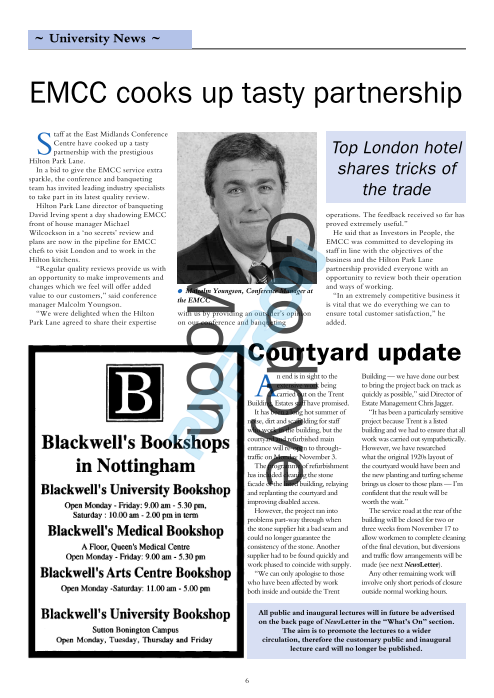 ~ University News ~
EMCC cooks up tasty partnership
Staff at the East Midlands Conference
Centre have cooked up a tasty
partnership with the prestigious
Hilton Park Lane.
In a bid to give the EMCC service extra
sparkle, the conference and banqueting
team has invited leading industry specialists
to take part in its latest quality review.
Hilton Park Lane director of banqueting
David Irving spent a day shadowing EMCC
front of house manager Michael
Wilcockson in a 'no secrets' review and
plans are now in the pipeline for EMCC
chefs to visit London and to work in the
Hilton kitchens.
"Regular quality reviews provide us with
an opportunity to make improvements and
changes which we feel will offer added
value to our customers," said conference
manager Malcolm Youngson.
"We were delighted when the Hilton
Park Lane agreed to share their expertise
● Malcolm Youngson, Conference Manager at
the EMCC
with us by providing an outsider's opinion
on our conference and banqueting
Top London hotel
shares tricks of
the trade
operations. The feedback received so far has
proved extremely useful."
He said that as Investors in People, the
EMCC was committed to developing its
staff in line with the objectives of the
business and the Hilton Park Lane
partnership provided everyone with an
opportunity to review both their operation
and ways of working.
"In an extremely competitive business it
is vital that we do everything we can to
ensure total customer satisfaction," he
added.
B
Blackwell's Bookshops
in Nottingham
Blackwell's University Bookshop
Open Monday - Friday: 9.00 am - 5.30 pm,
Saturday : 10.00 am - 2.00 pm in term
Blackwell's Medical Bookshop
A Floor, Queen's Medical Centre
Open Monday - Friday: 9.00 am - 5.30 pm
Blackwell's Arts Centre Bookshop
Open Monday -Saturday: 11.00 am - 5.00 pm
Blackwell's University Bookshop
Sutton Bonington Campus
Open Monday, Tuesday, Thursday and Friday
Courtyard update
An end is in sight to the
work being
carried out on the Trent
Building, Estates staff have promised.
It has been a long hot summer of
noise, dirt and scaffolding for staff
who work in the building, but the
courtyard and refurbished main
entrance will re-open to through-
traffic on Monday November 3.
The programme of refurbishment
has included cleaning the stone
facade of the listed building, relaying
and replanting the courtyard and
improving disabled access.
However, the project ran into
problems part-way through when
the stone supplier hit a bad seam and
could no longer guarantee the
consistency of the stone. Another
supplier had to be found quickly and
work phased to coincide with supply.
"We can only apologise to those
who have been affected by work
both inside and outside the Trent
Building — we have done our best
to bring the project back on track as
quickly as possible," said Director of
Estate Management Chris Jagger.
"It has been a particularly sensitive
project because Trent is a listed
building and we had to ensure that all
work was carried out sympathetically.
However, we have researched
what the original 1920s layout of
the courtyard would have been and
the new planting and turfing scheme
brings us closer to those plans — I'm
confident that the result will be
worth the wait."
The service road at the rear of the
building will be closed for two or
three weeks from November 17 to
allow workmen to complete cleaning
of the final elevation, but diversions
and traffic flow arrangements will be
made (see next NewsLetter).
Any other remaining work will
involve only short periods of closure
outside normal working hours.
All public and inaugural lectures will in future be advertised
on the back page of NewsLetter in the "What's On" section.
The aim is to promote the lectures to a wider
circulation, therefore the customary public and inaugural
lecture card will no longer be published.
6